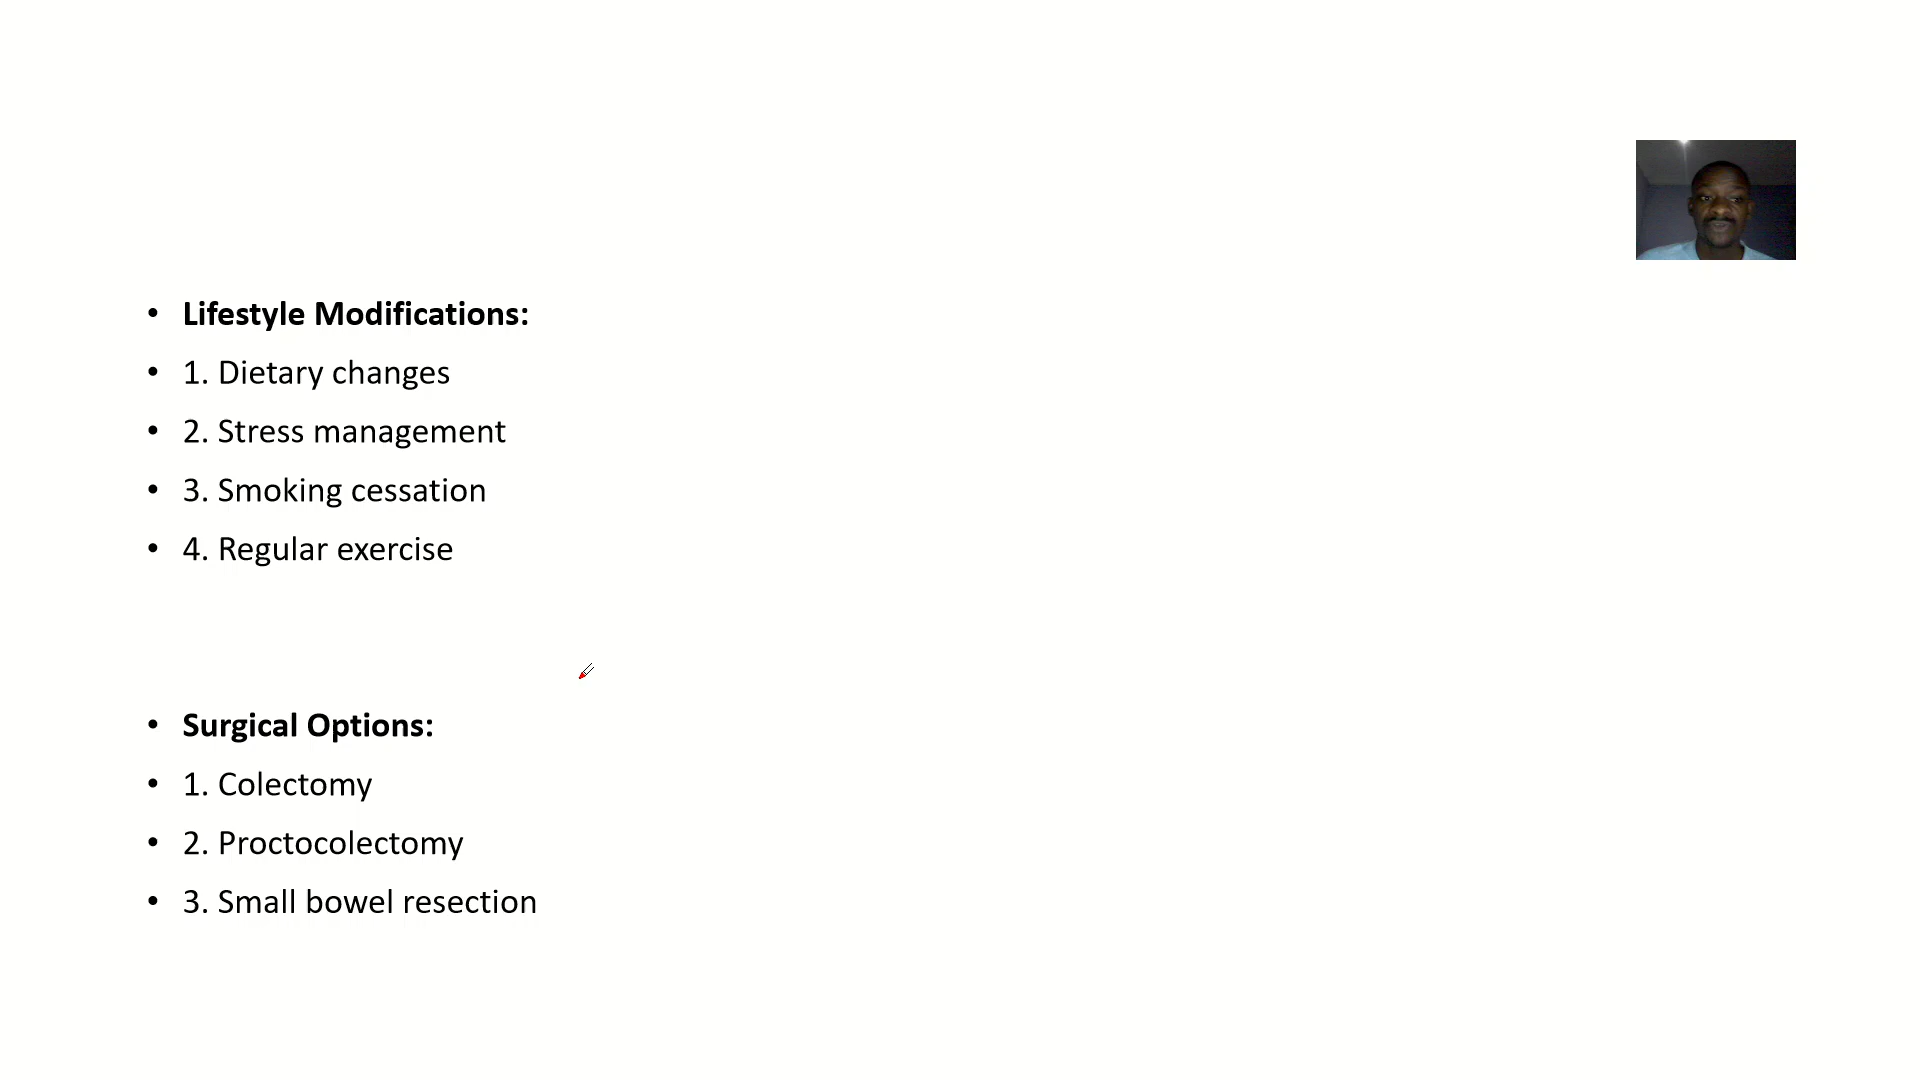 • Lifestyle Modifications:
• 1. Dietary changes
• 2. Stress management
• 3. Smoking cessation
• 4. Regular exercise
• Surgical Options:
• 1. Colectomy
• 2. Proctocolectomy
• 3. Small bowel resection